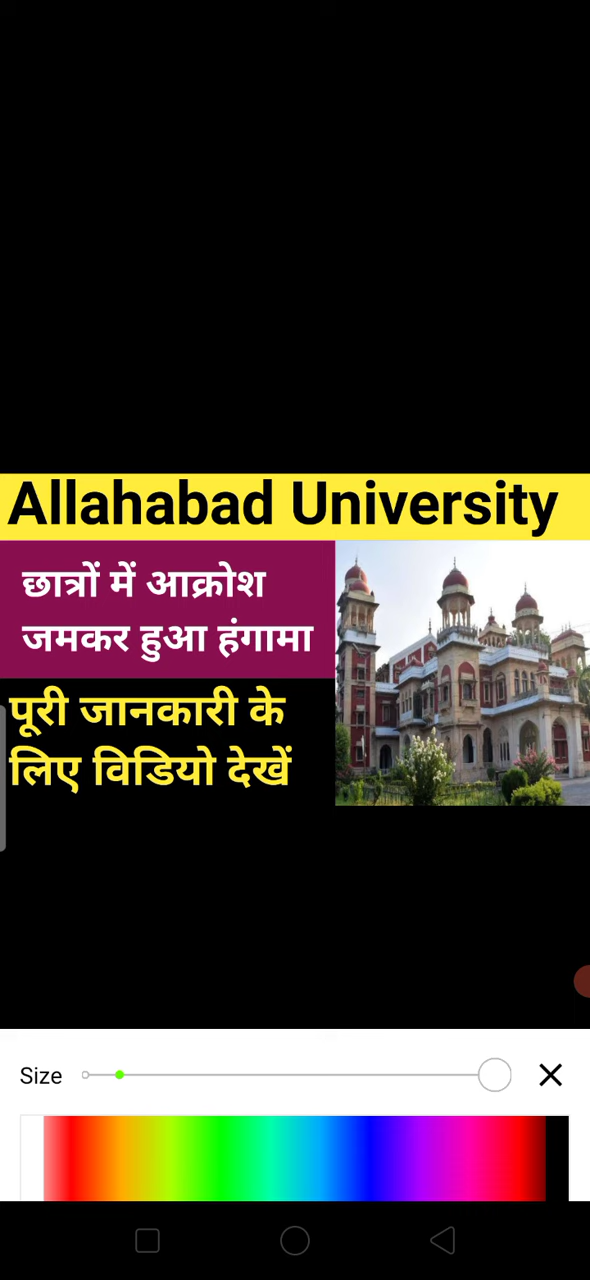 Allahabad University
छात्रों में आक्रोश
जमकर हुआ हंगामा
पूरी जानकारी के
लिए विडियो देखें
Size